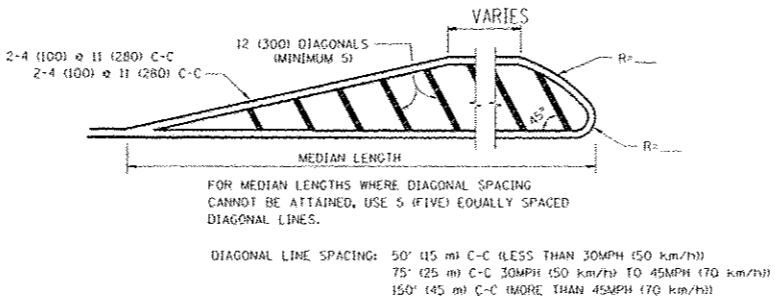 VARIES
12 (300) DIAGONALS
(MINIMUM 5)
2-4 (100) @ 11 (280) C-C
2-4 (100) @ 11 (280) C-C
R=
45°
R=
MEDIAN LENGTH
FOR MEDIAN LENGTHS WHERE DIAGONAL SPACING
CANNOT BE ATTAINED, USE 5 (FIVE) EQUALLY SPACED
DIAGONAL LINES.
DIAGONAL LINE SPACING: 50' (15 m) C-C (LESS THAN 30MPH (50 km/h))
75' (25 m) C-C 30MPH (50 km/h) TO 45MPH (70 km/h))
150' (45 m) C-C (MORE THAN 45MPH (70 km/h))